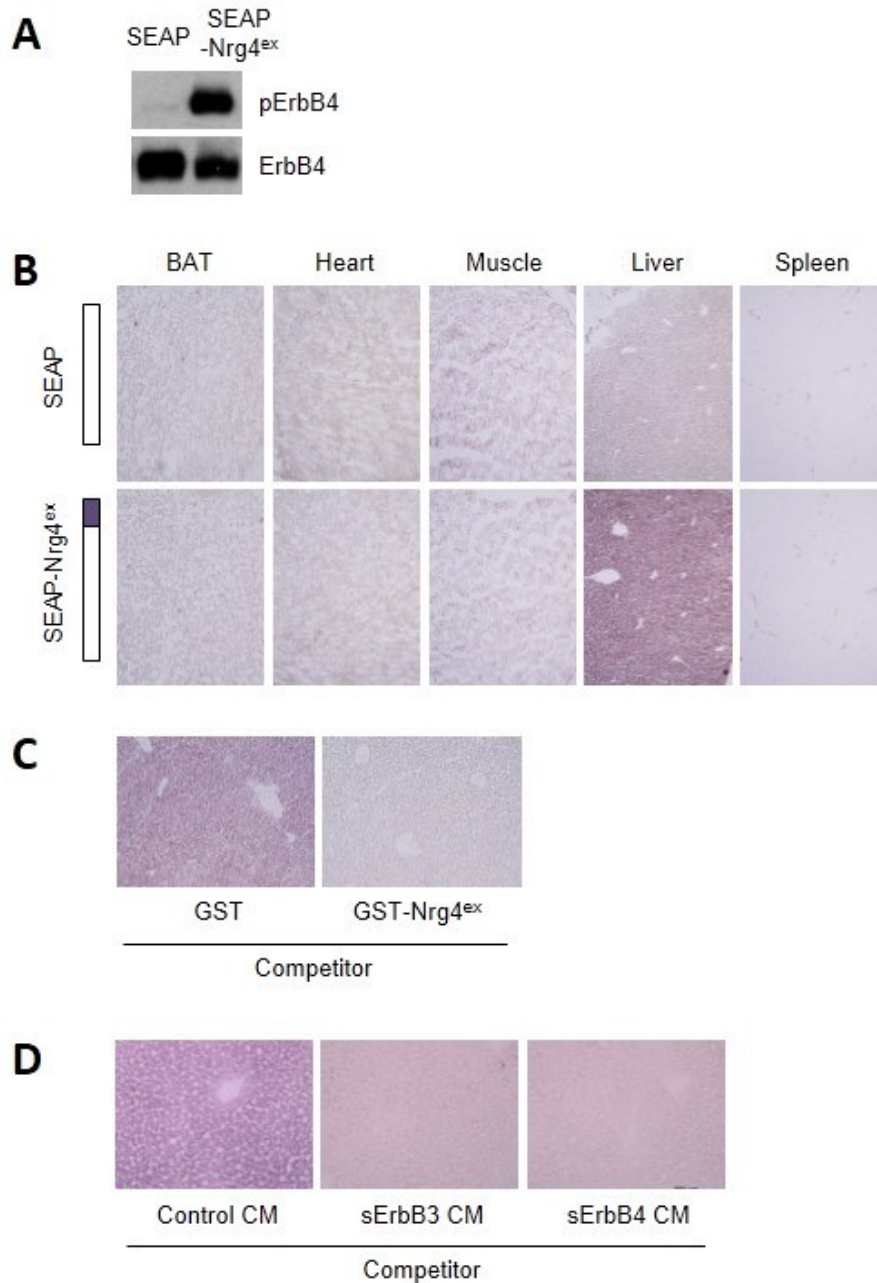 A
SEAP
SEAP
-Nrg4ex
pErbB4
ErbB4
B
BAT Heart Muscle Liver Spleen
SEAP
SEAP-Nrg4ex
C
GST GST-Nrg4ex
Competitor
D
Control CM sErbB3 CM sErbB4 CM
Competitor